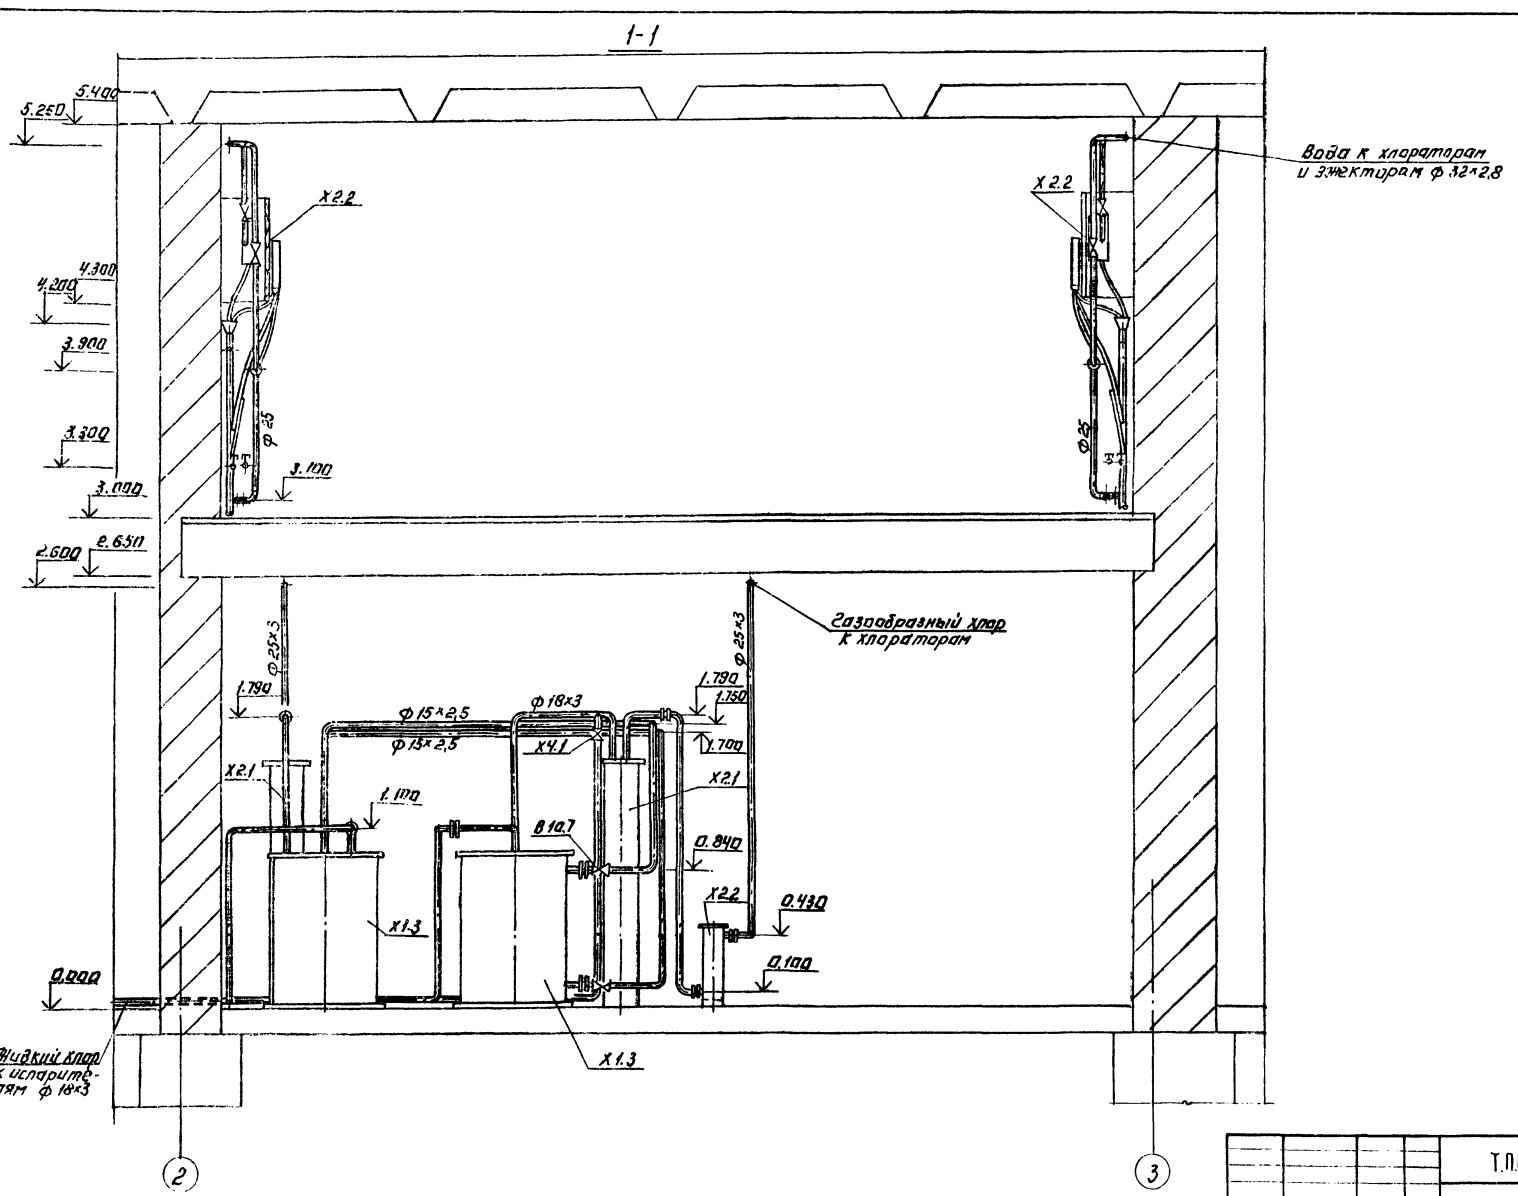 1-1
5.400
5.250
Х2.2
Х2.2
Вода к хлораторам
и эжекторам ф 32×2,8
4.300
4.200
3.900
ф 25
ф 25
3.300
3.100
3.000
2.650
2.600
ф 25×3
ф 25×3
Газообразный хлор
к хлораторам
1.790
ф 15×2,5
ф 18×3
1.790
1.750
ф 15×2,5
Х4.1
1.700
Х2.1
Х2.1
1.100
В10.7
0.840
Х2.2
0.430
Х1.3
0.100
0.000
Жидкий хлор
к испарите-
лям ф 18×3
Х1.3
2
3
Т.П.